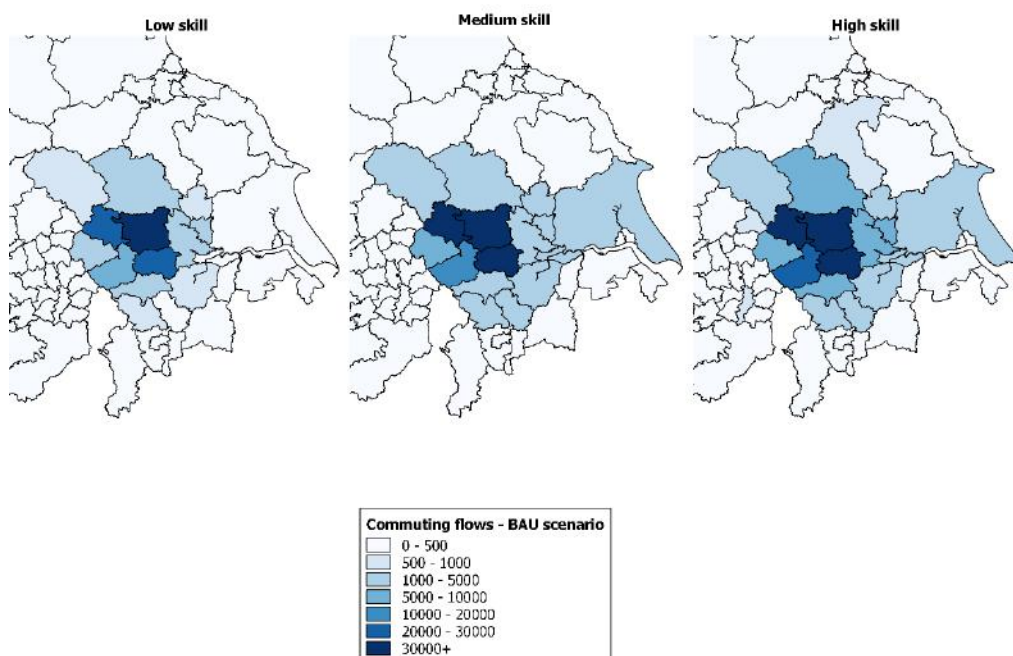 Low skill
Medium skill
High skill
Commuting flows - BAU scenario
0 - 500
500 - 1000
1000 - 5000
5000 - 10000
10000 - 20000
20000 - 30000
30000+